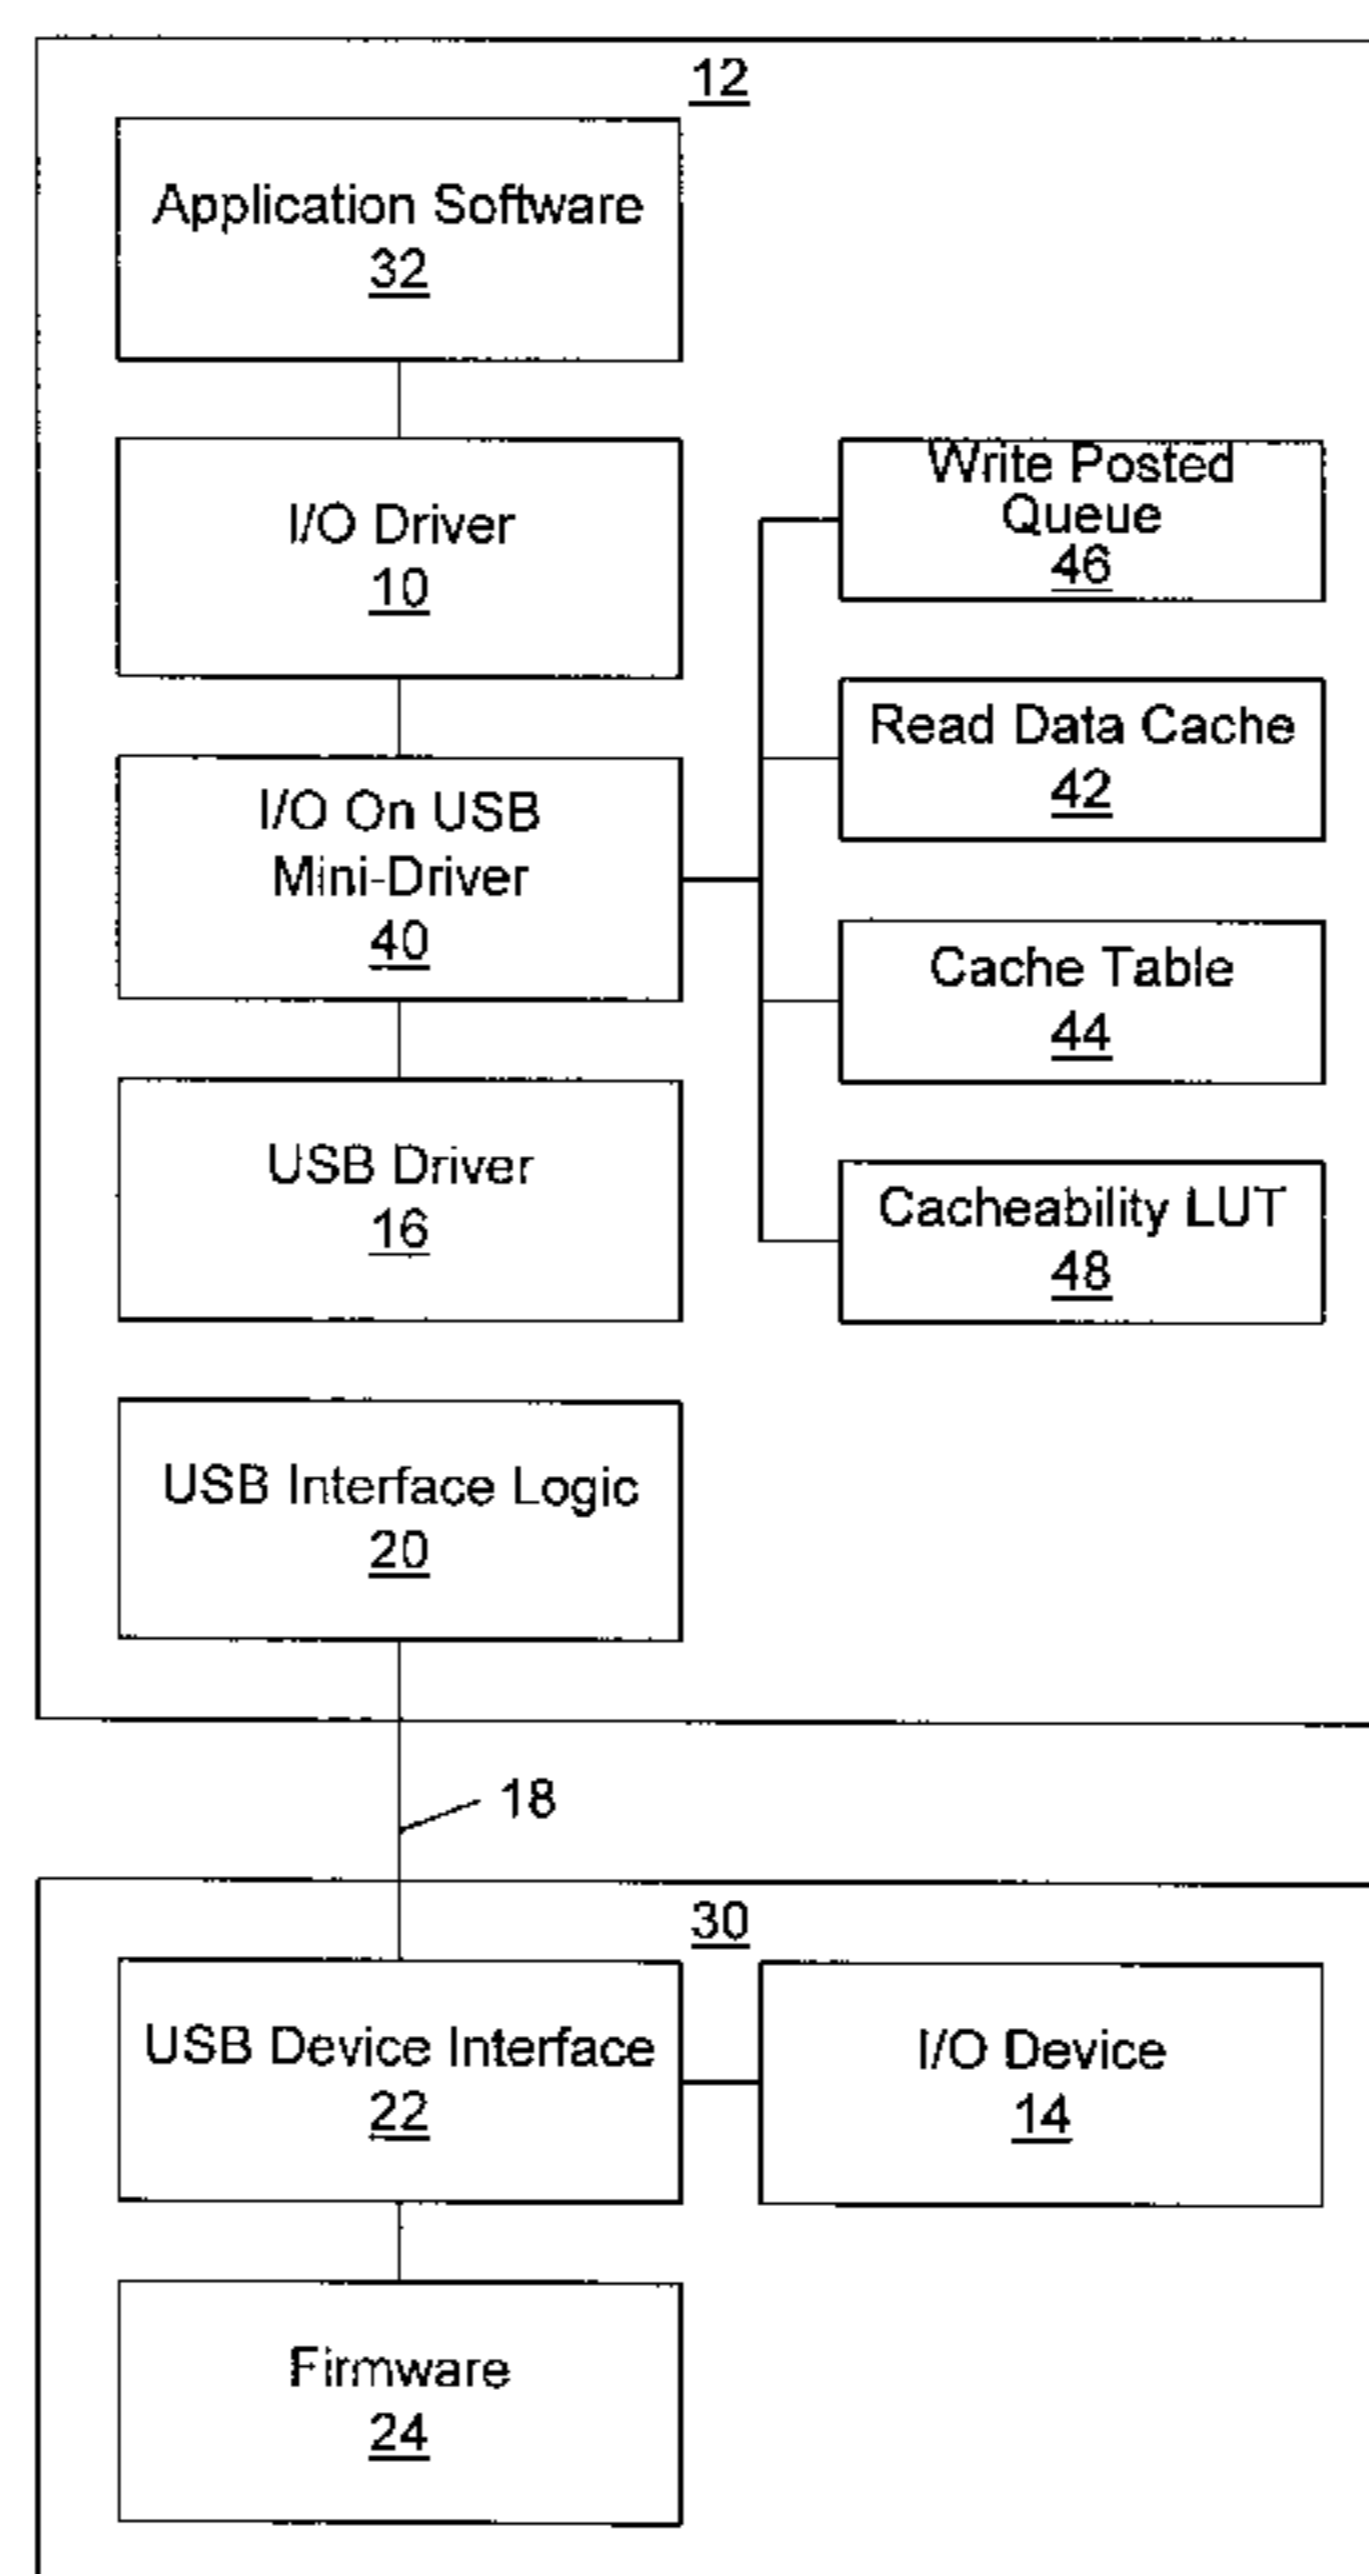 12
Application Software
32
I/O Driver
10
Write Posted
Queue
46
Read Data Cache
42
I/O On USB
Mini-Driver
40
Cache Table
44
USB Driver
16
Cacheability LUT
48
USB Interface Logic
20
18
30
USB Device Interface
22
I/O Device
14
Firmware
24